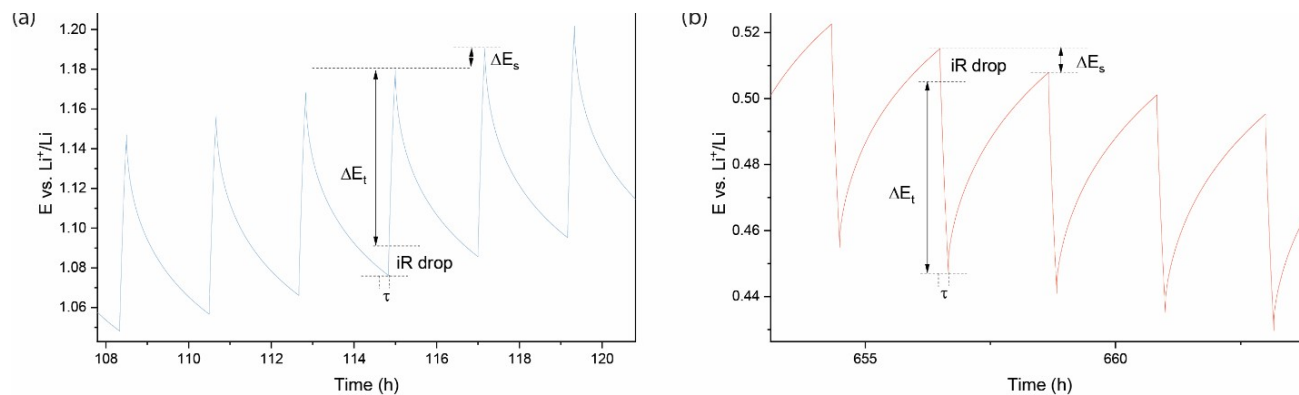 (a)
E vs. Li⁺/Li
1.20
1.18
1.16
1.14
1.12
1.10
1.08
1.06
ΔEₛ
iR drop
ΔEₜ
iR drop
τ
108 110 112 114 116 118 120
Time (h)
(b)
E vs. Li⁺/Li
0.52
0.50
0.48
0.46
0.44
iR drop
ΔEₛ
ΔEₜ
τ
655 660
Time (h)